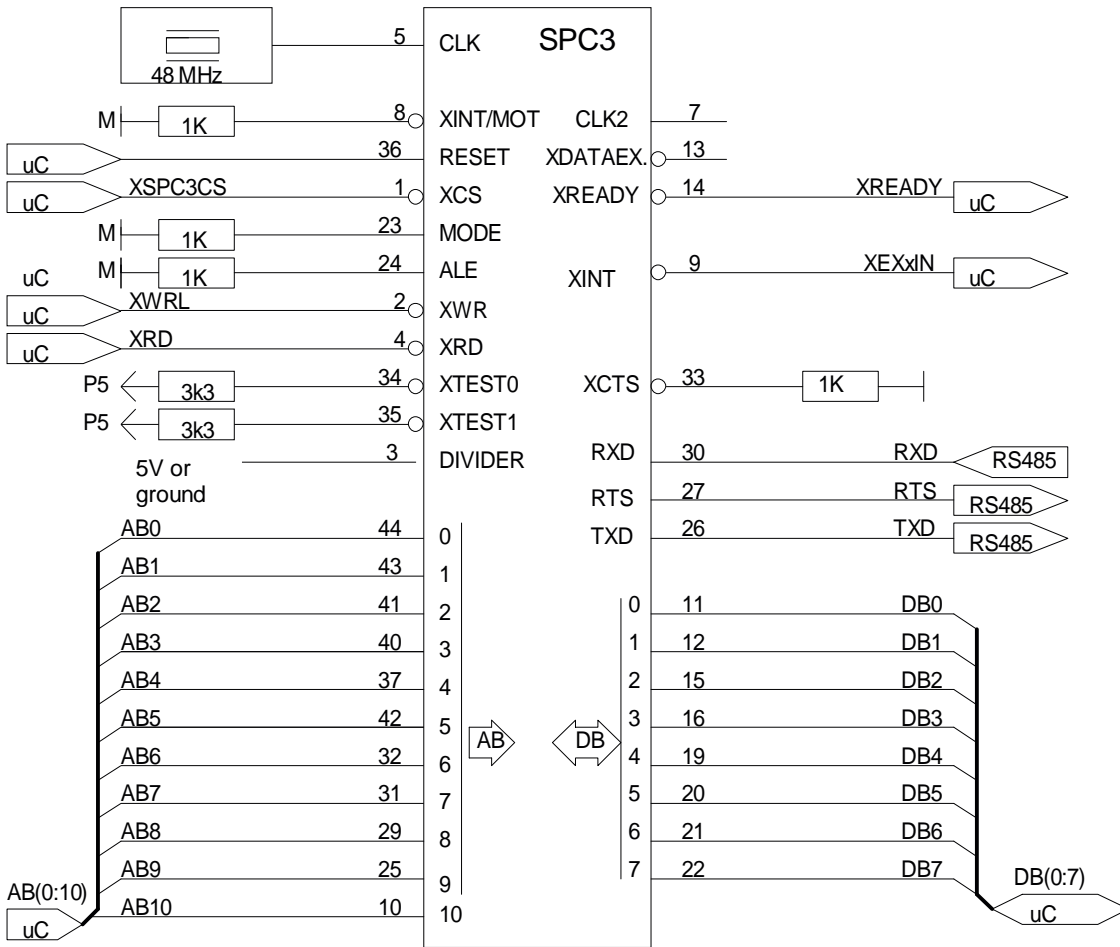 5 CLK SPC3
48 MHz
M 1K 8 XINT/MOT CLK2 7
uC 36 RESET XDATAEX. 13
uC XSPC3CS 1 XCS XREADY 14 XREADY uC
M 1K 23 MODE
uC M 1K 24 ALE XINT 9 XEXxIN uC
uC XWRL 2 XWR
uC XRD 4 XRD
P5 3k3 34 XTEST0 XCTS 33 1K
P5 3k3 35 XTEST1
5V or 3 DIVIDER RXD 30 RXD RS485
ground RTS 27 RTS RS485
AB0 44 0 TXD 26 TXD RS485
AB1 43 1
AB2 41 2 0 11 DB0
AB3 40 3 1 12 DB1
AB4 37 4 2 15 DB2
AB5 42 5 AB DB 3 16 DB3
AB6 32 6 4 19 DB4
AB7 31 7 5 20 DB5
AB8 29 8 6 21 DB6
AB9 25 9 7 22 DB7
AB(0:10) DB(0:7)
uC AB10 10 10 uC